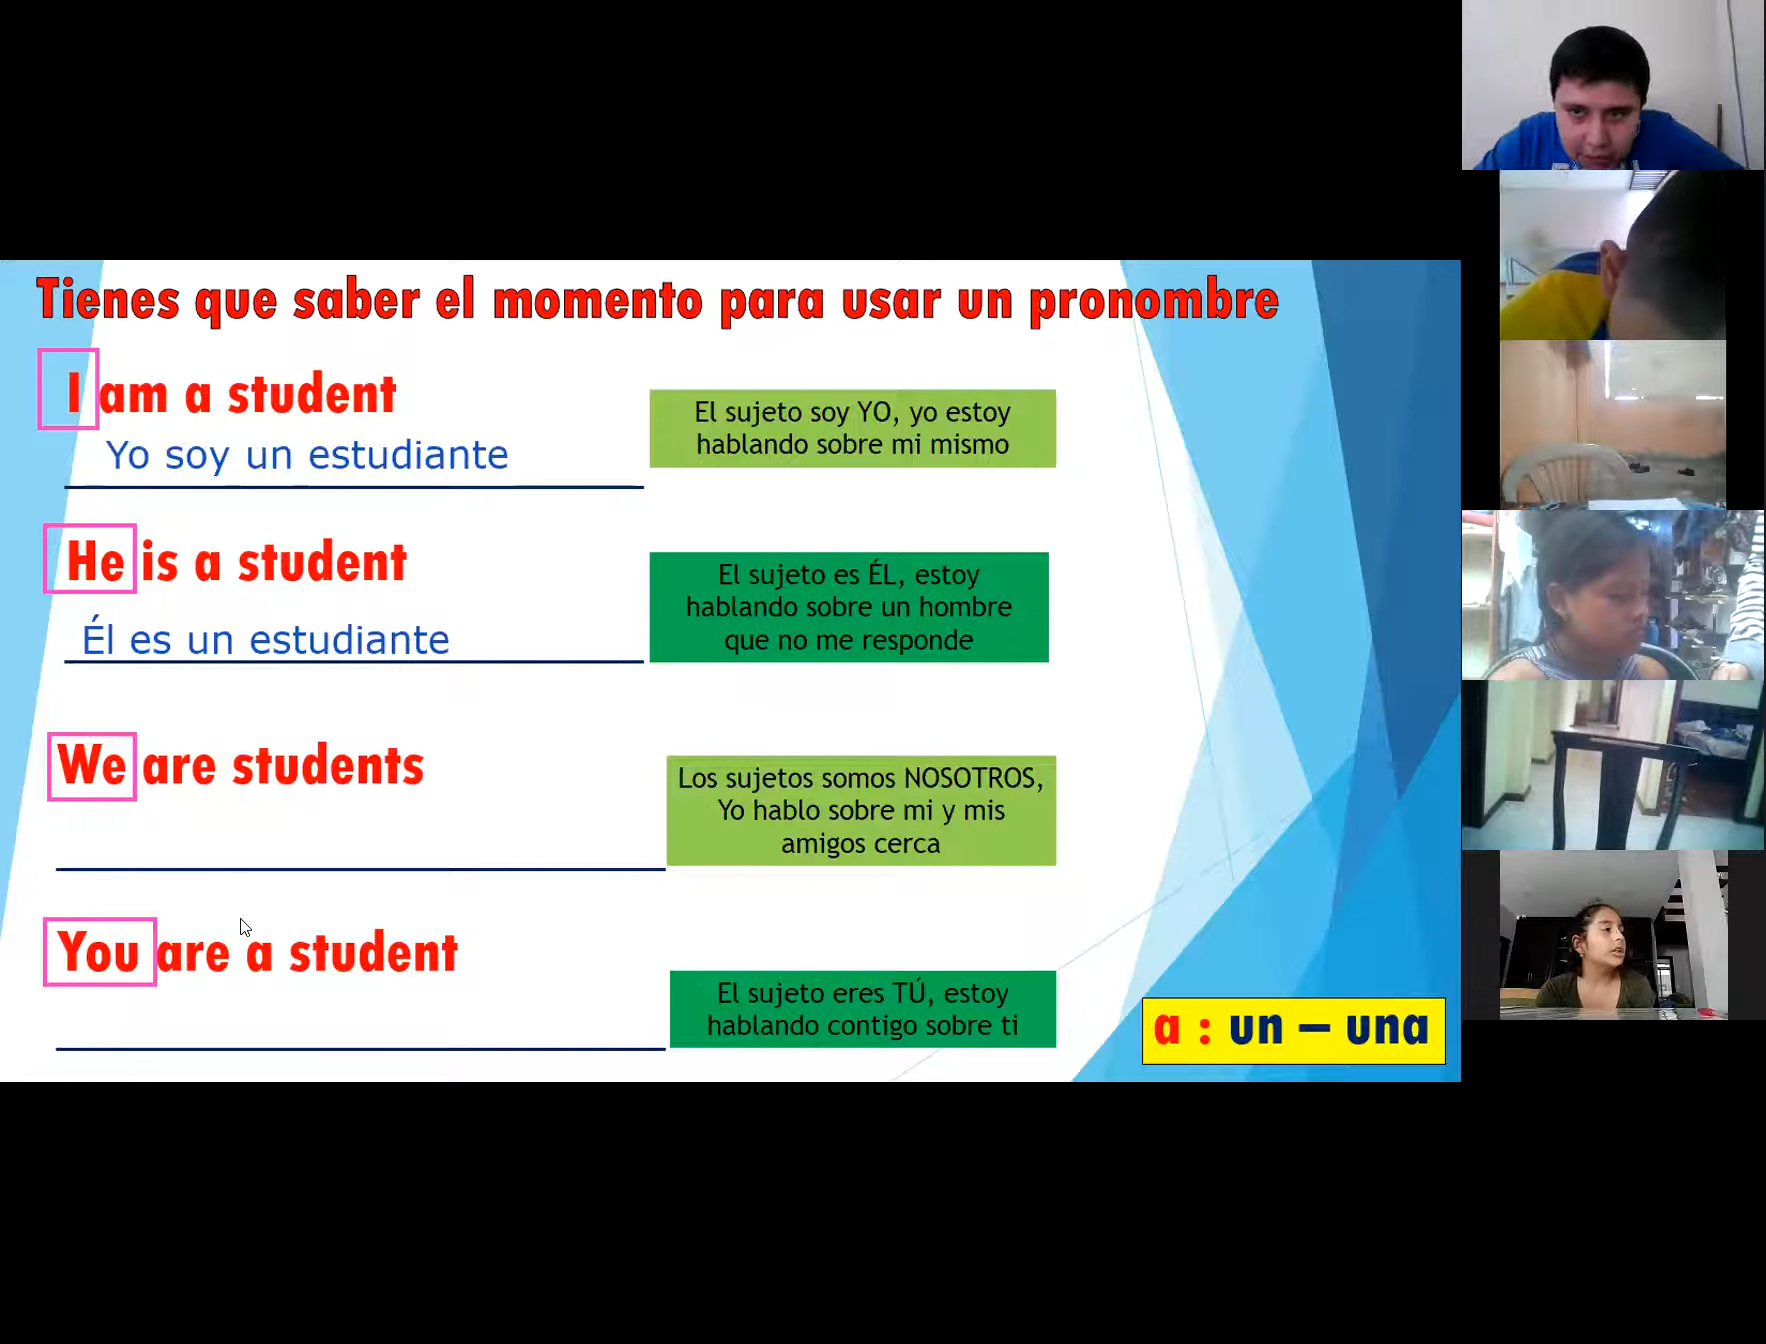 Tienes que saber el momento para usar un pronombre
I am a student
Yo soy un estudiante
El sujeto soy YO, yo estoy
hablando sobre mi mismo
He is a student
Él es un estudiante
El sujeto es ÉL, estoy
hablando sobre un hombre
que no me responde
We are students
Los sujetos somos NOSOTROS,
Yo hablo sobre mi y mis
amigos cerca
You are a student
El sujeto eres TÚ, estoy
hablando contigo sobre ti
a : un – una